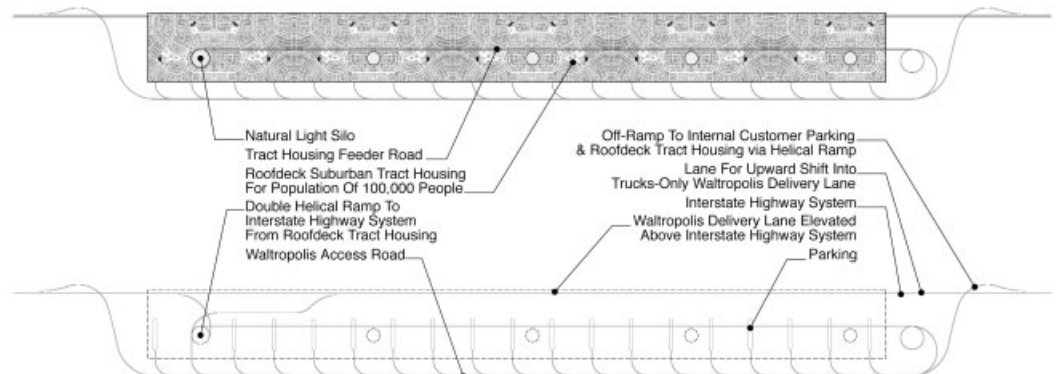 Natural Light Silo
Tract Housing Feeder Road
Roofdeck Suburban Tract Housing
For Population Of 100,000 People
Double Helical Ramp To
Interstate Highway System
From Roofdeck Tract Housing
Waltropolis Access Road
Off-Ramp To Internal Customer Parking
& Roofdeck Tract Housing via Helical Ramp
Lane For Upward Shift Into
Trucks-Only Waltropolis Delivery Lane
Interstate Highway System
Waltropolis Delivery Lane Elevated
Above Interstate Highway System
Parking